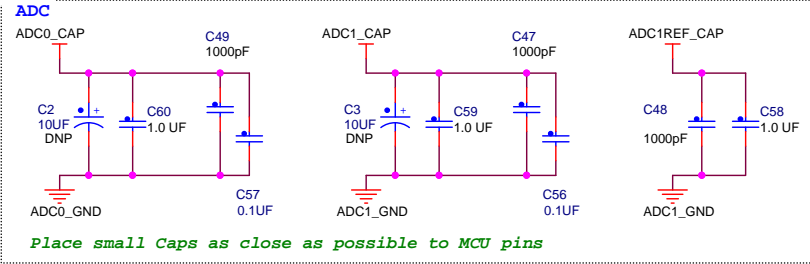 ADC
ADC0_CAP
C49
1000pF
C2
10UF
DNP
+
C60
1.0 UF
C57
0.1UF
ADC0_GND
ADC1_CAP
C47
1000pF
C3
10UF
DNP
+
C59
1.0 UF
C56
0.1UF
ADC1_GND
ADC1REF_CAP
C48
1000pF
C58
1.0 UF
ADC1_GND
Place small Caps as close as possible to MCU pins